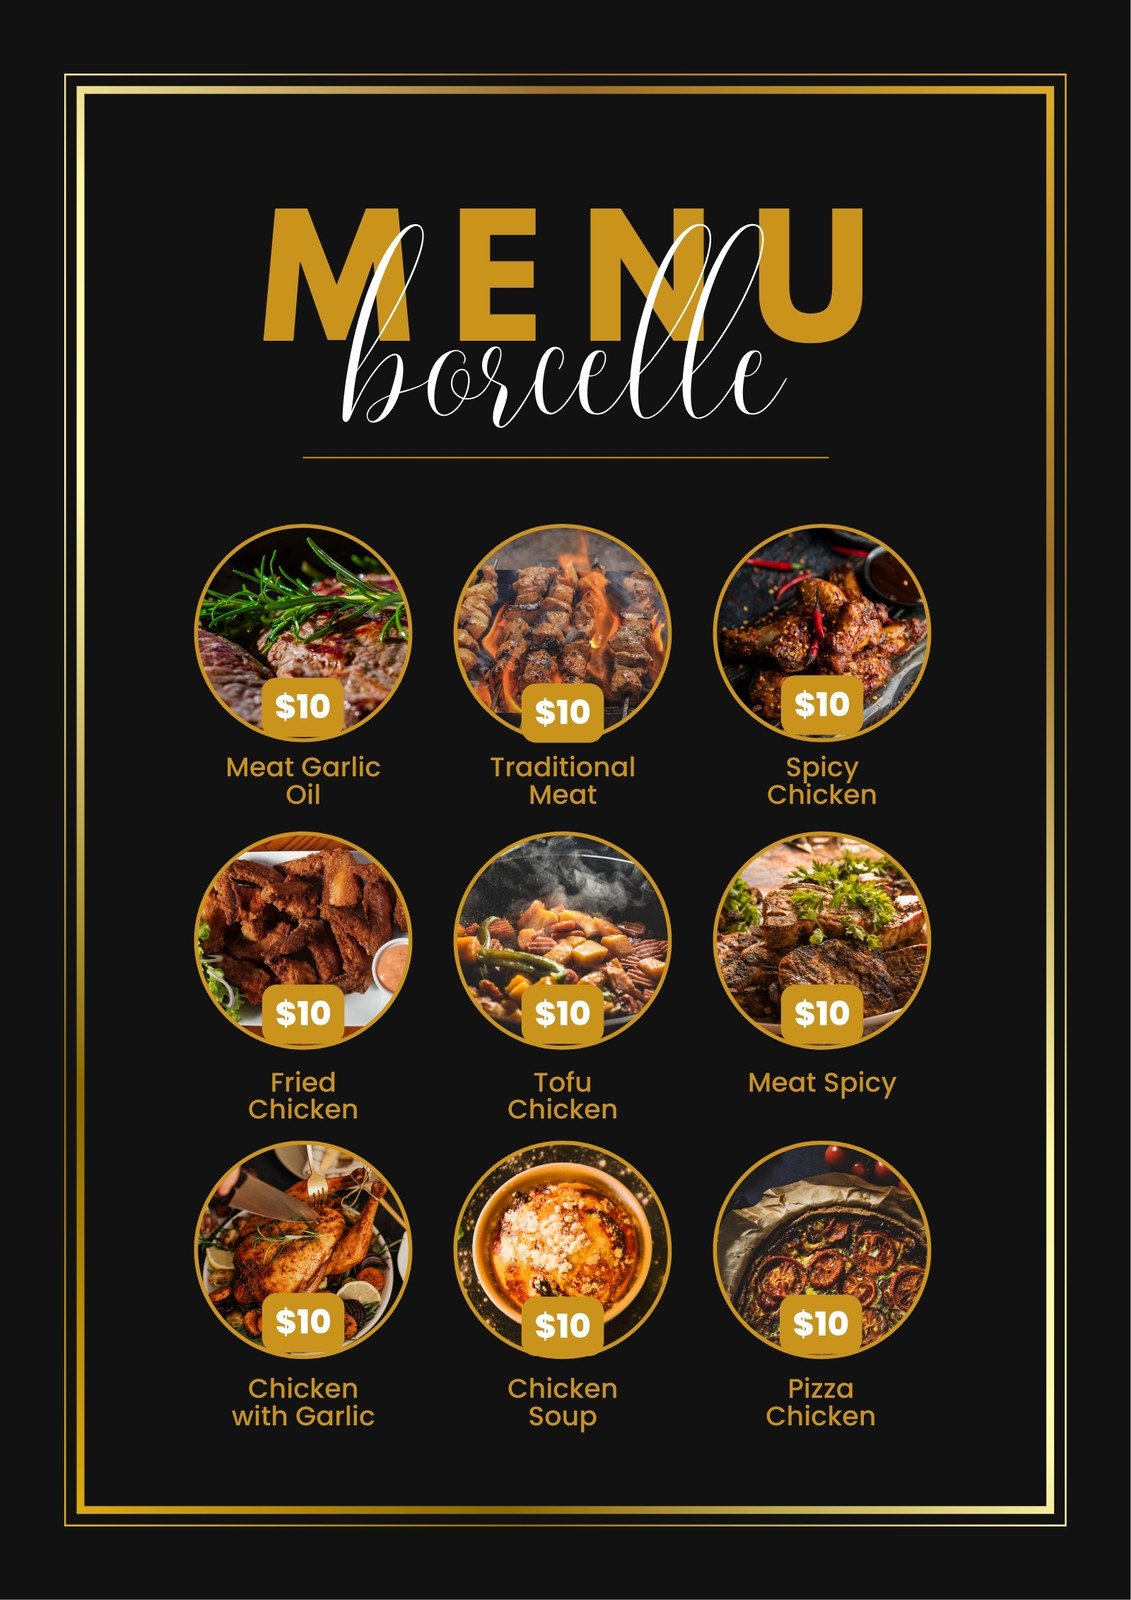 MENU
borcelle
$10
Meat Garlic
Oil
$10
Traditional
Meat
$10
Spicy
Chicken
$10
Fried
Chicken
$10
Tofu
Chicken
$10
Meat Spicy
$10
Chicken
with Garlic
$10
Chicken
Soup
$10
Pizza
Chicken